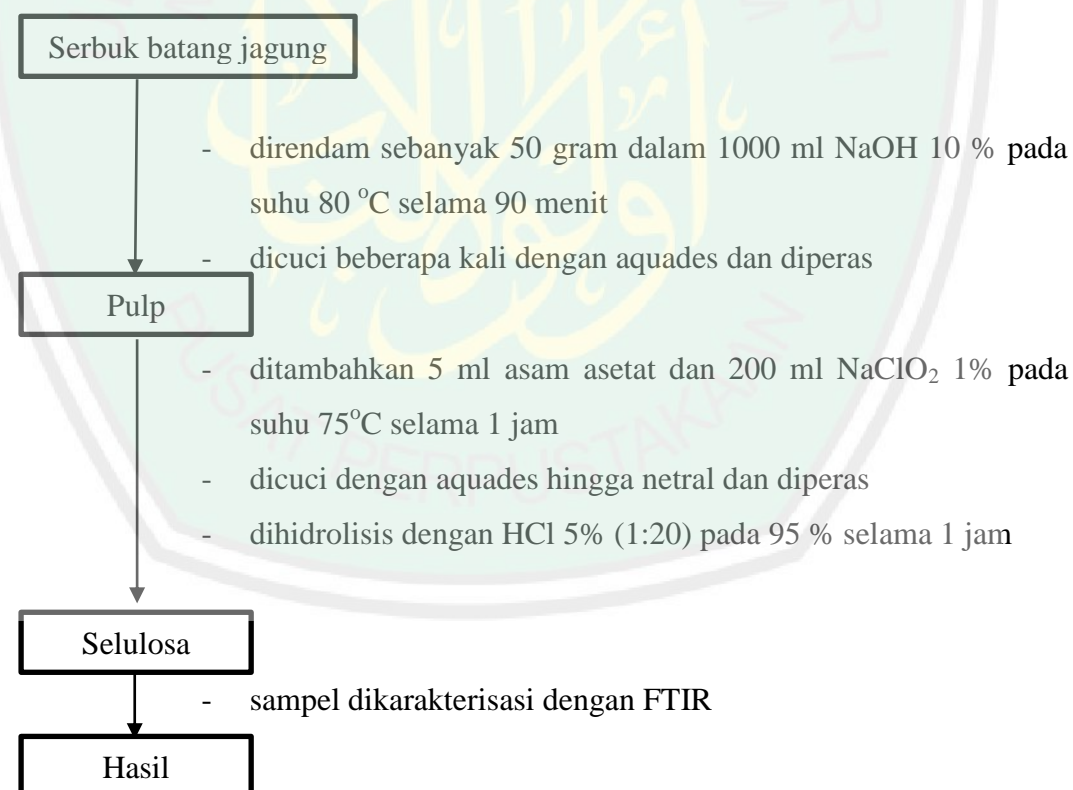 Serbuk batang jagung
- direndam sebanyak 50 gram dalam 1000 ml NaOH 10 % pada
suhu 80 °C selama 90 menit
- dicuci beberapa kali dengan aquades dan diperas
Pulp
- ditambahkan 5 ml asam asetat dan 200 ml NaClO₂ 1% pada
suhu 75°C selama 1 jam
- dicuci dengan aquades hingga netral dan diperas
- dihidrolisis dengan HCl 5% (1:20) pada 95 % selama 1 jam
Selulosa
- sampel dikarakterisasi dengan FTIR
Hasil
PUSAT PERPUSTAKAAN